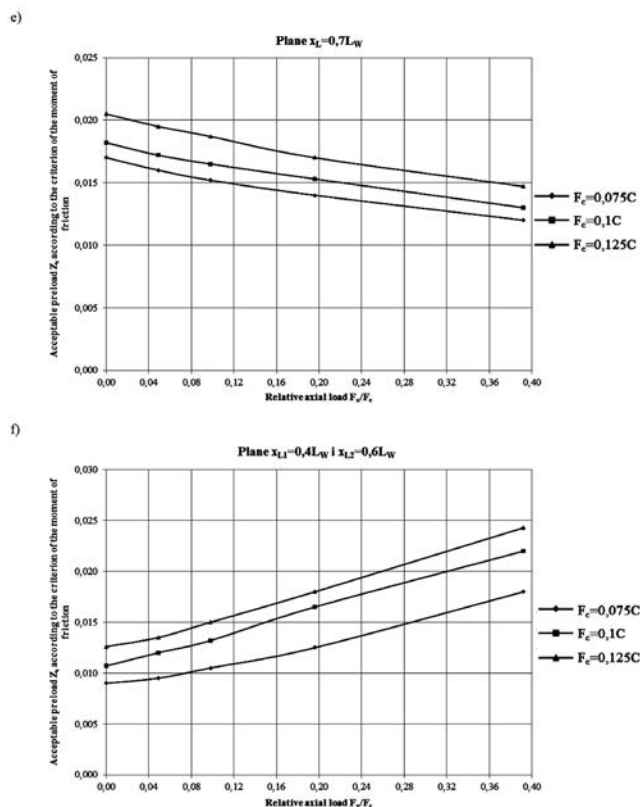 e)
Plane x_L=0,7L_W
Acceptable preload Z, according to the criterion of the moment of
friction
0,025
0,020
0,015
0,010
0,005
0,000
0,00 0,04 0,08 0,12 0,16 0,20 0,24 0,28 0,32 0,36 0,40
Relative axial load
F_c=0,075C
F_c=0,1C
F_c=0,125C
f)
Plane x_L1=0,4L_W i x_L2=0,6L_W
Acceptable preload Z, according to the criterion of the moment of
friction
0,030
0,025
0,020
0,015
0,010
0,005
0,000
0,00 0,04 0,08 0,12 0,16 0,20 0,24 0,28 0,32 0,36 0,40
Relative axial load
F_c=0,075C
F_c=0,1C
F_c=0,125C